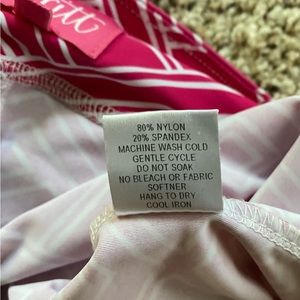 80% NYLON
20% SPANDEX
MACHINE WASH COLD
GENTLE CYCLE
DO NOT SOAK
NO BLEACH OR FABRIC
SOFTNER
HANG TO DRY
COOL IRON